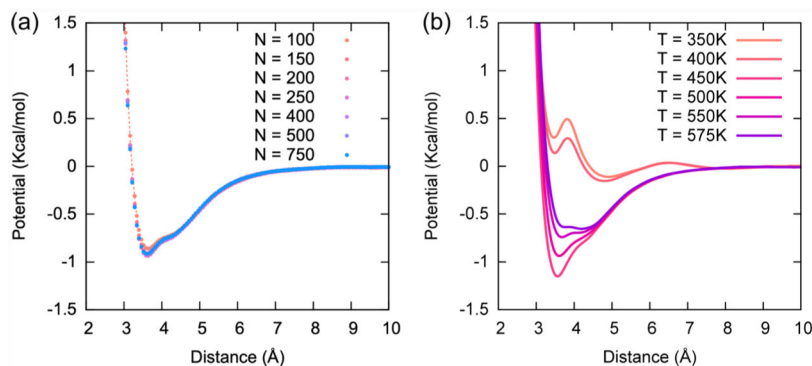 (a)
1.5
1
0.5
0
-0.5
-1
-1.5
Potential (Kcal/mol)
N = 100
N = 150
N = 200
N = 250
N = 400
N = 500
N = 750
2 3 4 5 6 7 8 9 10
Distance (Å)
(b)
1.5
1
0.5
0
-0.5
-1
-1.5
Potential (Kcal/mol)
T = 350K
T = 400K
T = 450K
T = 500K
T = 550K
T = 575K
2 3 4 5 6 7 8 9 10
Distance (Å)